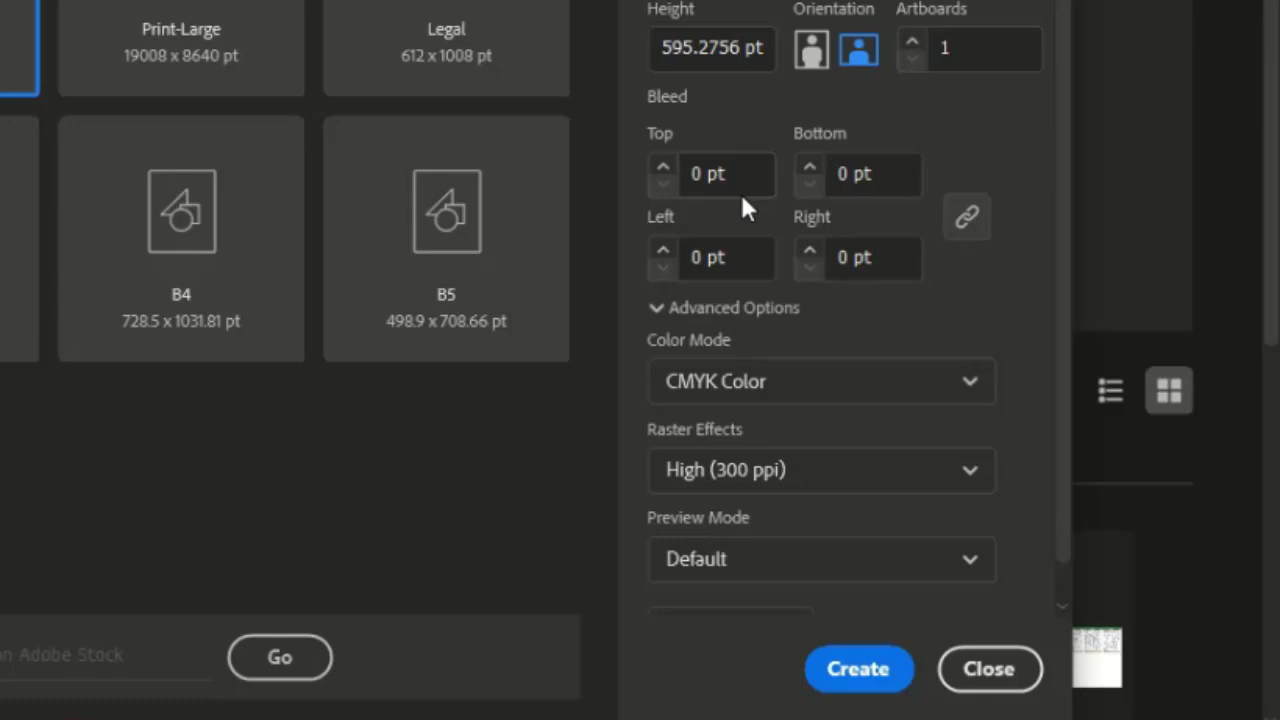 Print-Large
19008 x 8640 pt
Legal
612 x 1008 pt
B4
728.5 x 1031.81 pt
B5
498.9 x 708.66 pt
on Adobe Stock
Go
Height
Orientation
Artboards
595.2756 pt
1
Bleed
Top
Bottom
0 pt
0 pt
Left
Right
0 pt
0 pt
Advanced Options
Color Mode
CMYK Color
Raster Effects
High (300 ppi)
Preview Mode
Default
Create
Close